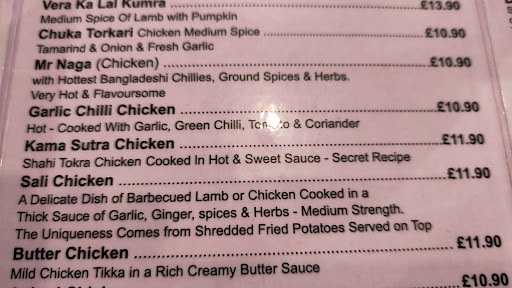 Vera Ka Lal Kumra ........ £13.90
Medium Spice Of Lamb with Pumpkin
Chuka Torkari Chicken Medium Spice ........ £10.90
Tamarind & Onion & Fresh Garlic
Mr Naga (Chicken) ........ £10.90
with Hottest Bangladeshi Chillies, Ground Spices & Herbs.
Very Hot & Flavoursome
Garlic Chilli Chicken ........ £10.90
Hot - Cooked With Garlic, Green Chilli, Tomato & Coriander
Kama Sutra Chicken ........ £11.90
Shahi Tokra Chicken Cooked In Hot & Sweet Sauce - Secret Recipe
Sali Chicken ........ £11.90
A Delicate Dish of Barbecued Lamb or Chicken Cooked in a
Thick Sauce of Garlic, Ginger, spices & Herbs - Medium Strength.
The Uniqueness Comes from Shredded Fried Potatoes Served on Top
Butter Chicken ........ £11.90
Mild Chicken Tikka in a Rich Creamy Butter Sauce
£10.90